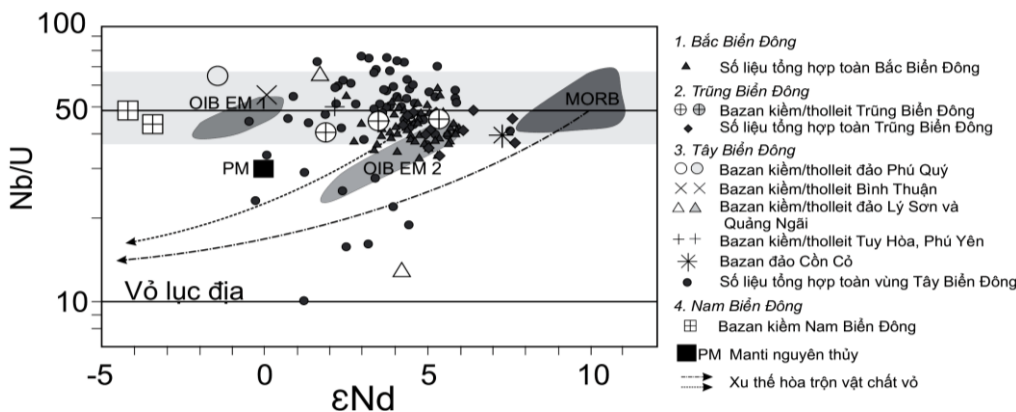 100
50
10
Nb/U
OIB EM 1
MORB
PM
OIB EM 2
Vỏ lục địa
-5 0 5 10
εNd
1. Bắc Biển Đông
Số liệu tổng hợp toàn Bắc Biển Đông
2. Trũng Biển Đông
Bazan kiềm/tholleit Trũng Biển Đông
Số liệu tổng hợp toàn Trũng Biển Đông
3. Tây Biển Đông
Bazan kiềm/tholleit đảo Phú Quý
Bazan kiềm/tholleit Bình Thuận
Bazan kiềm/tholleit đảo Lý Sơn và
Quảng Ngãi
Bazan kiềm/tholleit Tuy Hòa, Phú Yên
Bazan đảo Cồn Cỏ
Số liệu tổng hợp toàn vùng Tây Biển Đông
4. Nam Biển Đông
Bazan kiềm Nam Biển Đông
PM Manti nguyên thủy
Xu thế hòa trộn vật chất vỏ